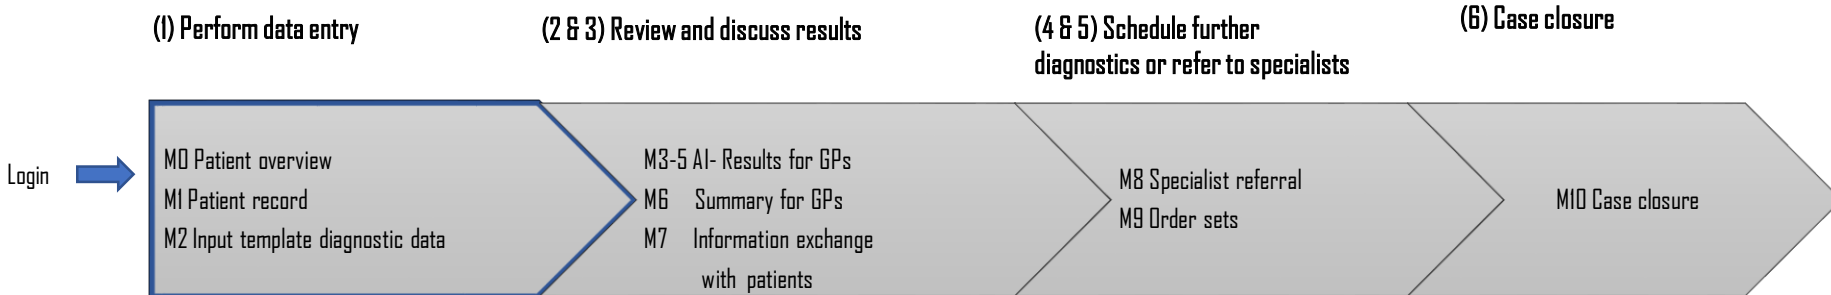 (1) Perform data entry
(2 & 3) Review and discuss results
(4 & 5) Schedule further
diagnostics or refer to specialists
(6) Case closure
Login
M0 Patient overview
M1 Patient record
M2 Input template diagnostic data
M3-5 AI- Results for GPs
M6 Summary for GPs
M7 Information exchange
with patients
M8 Specialist referral
M9 Order sets
M10 Case closure